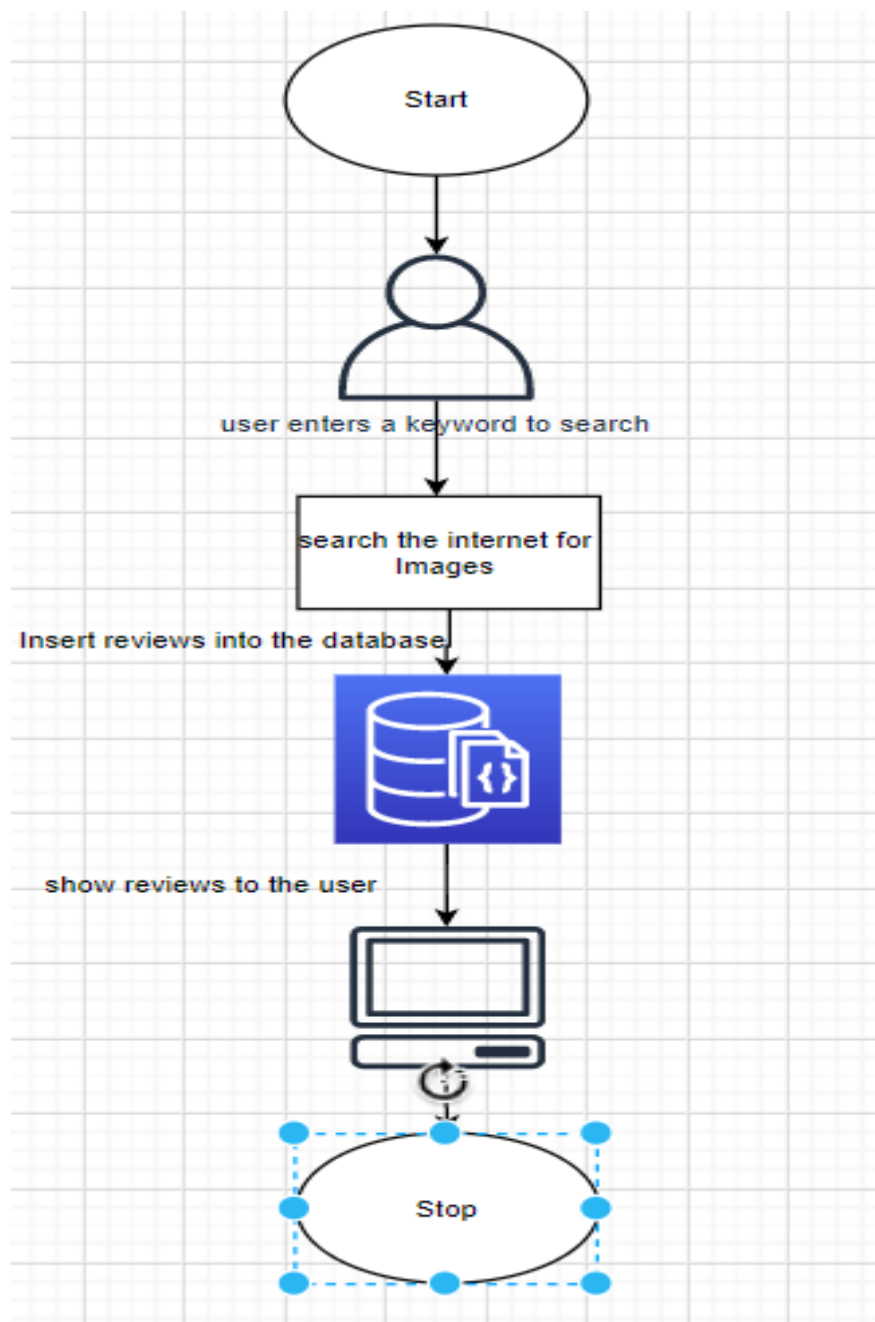 Start
user enters a keyword to search
search the internet for
Images
Insert reviews into the database
show reviews to the user
Stop